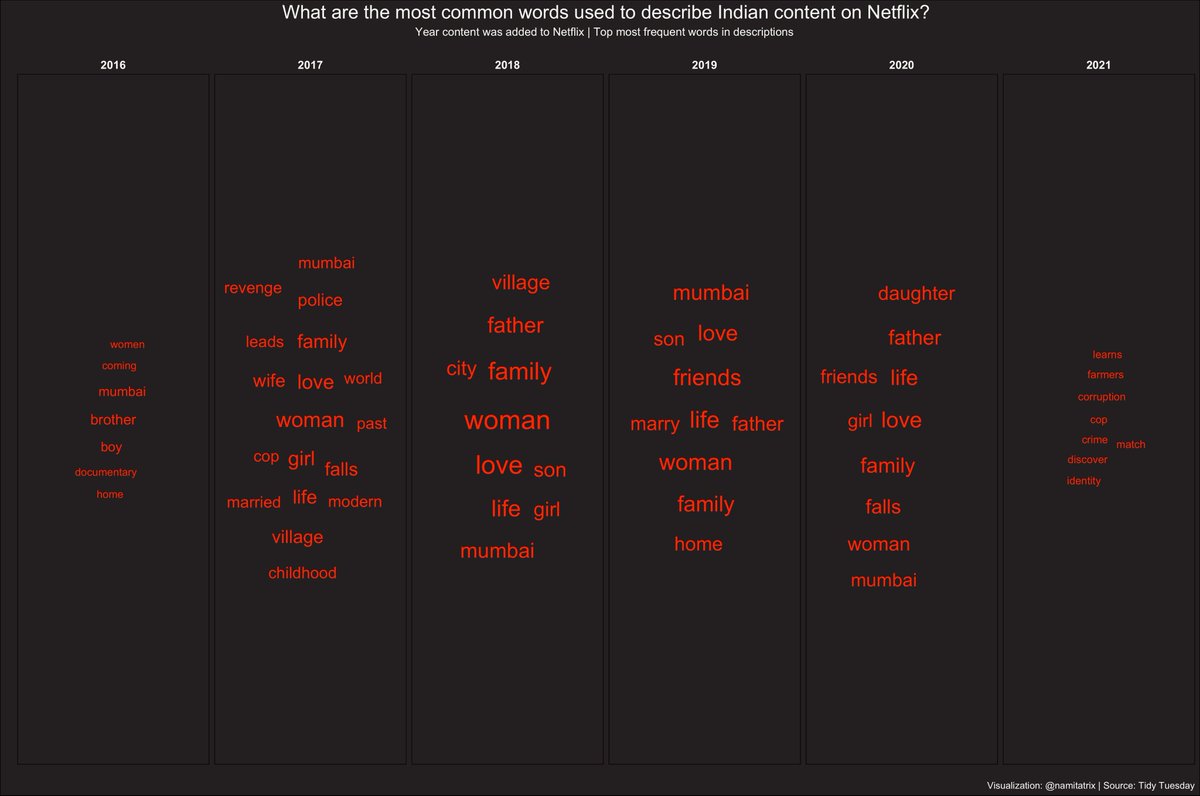 What are the most common words used to describe Indian content on Netflix?
Year content was added to Netflix | Top most frequent words in descriptions
2016
women
coming
mumbai
brother
boy
documentary
home
2017
mumbai
revenge
police
leads family
wife love world
woman past
cop girl falls
married life modern
village
childhood
2018
village
father
city family
woman
love son
life girl
mumbai
2019
mumbai
son love
friends
marry life father
woman
family
home
2020
daughter
father
friends life
girl love
family
falls
woman
mumbai
2021
learns
farmers
corruption
cop
crime match
discover
identity
Visualization: @namitatrix | Source: Tidy Tuesday